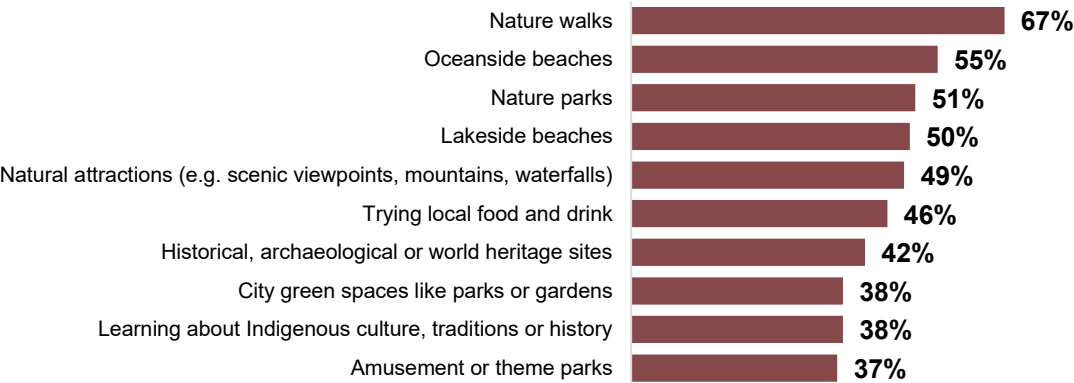 Nature walks 67%
Oceanside beaches 55%
Nature parks 51%
Lakeside beaches 50%
Natural attractions (e.g. scenic viewpoints, mountains, waterfalls) 49%
Trying local food and drink 46%
Historical, archaeological or world heritage sites 42%
City green spaces like parks or gardens 38%
Learning about Indigenous culture, traditions or history 38%
Amusement or theme parks 37%